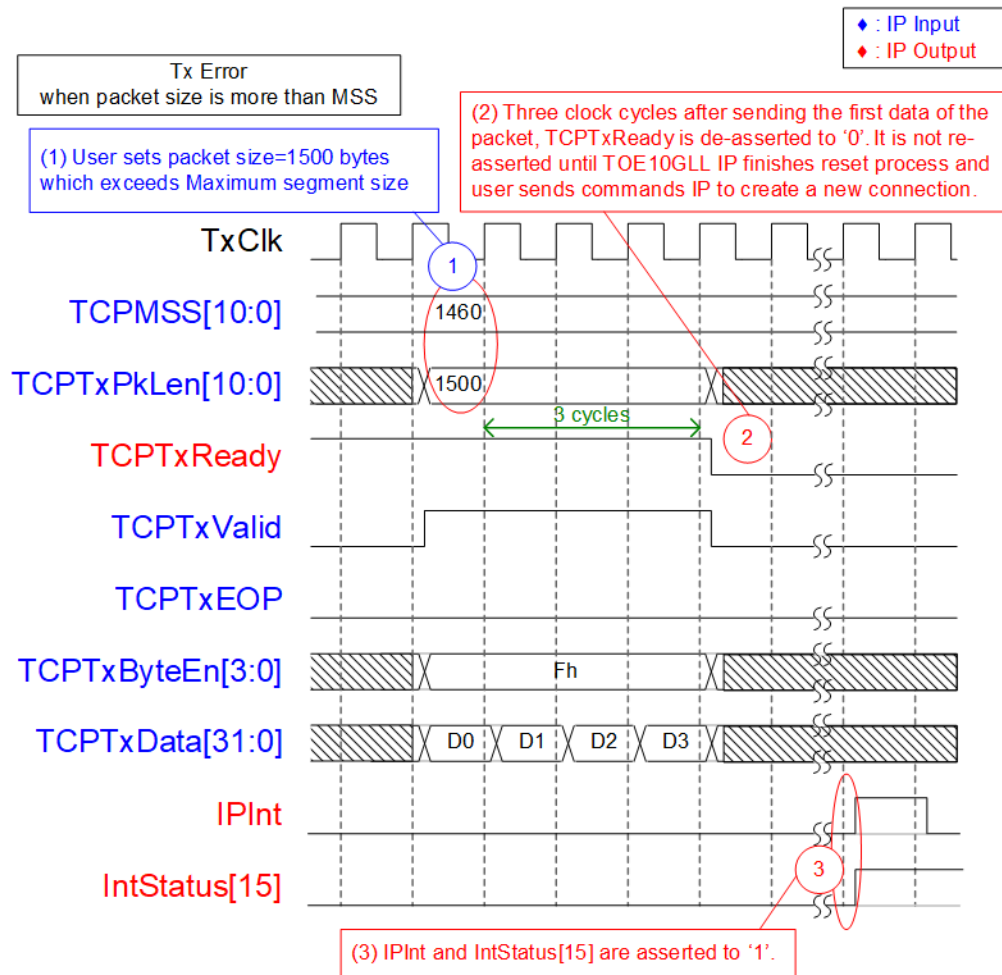 ♦ : IP Input
♦ : IP Output
Tx Error
when packet size is more than MSS
(1) User sets packet size=1500 bytes
which exceeds Maximum segment size
(2) Three clock cycles after sending the first data of the
packet, TCPTxReady is de-asserted to ‘0’. It is not re-
asserted until TOE10GLL IP finishes reset process and
user sends commands IP to create a new connection.
TxClk
1
TCPMSS[10:0]
1460
TCPTxPkLen[10:0]
1500
3 cycles
TCPTxReady
2
TCPTxValid
TCPTxEOP
TCPTxByteEn[3:0]
Fh
TCPTxData[31:0]
D0 D1 D2 D3
IPInt
IntStatus[15]
3
(3) IPInt and IntStatus[15] are asserted to ‘1’.